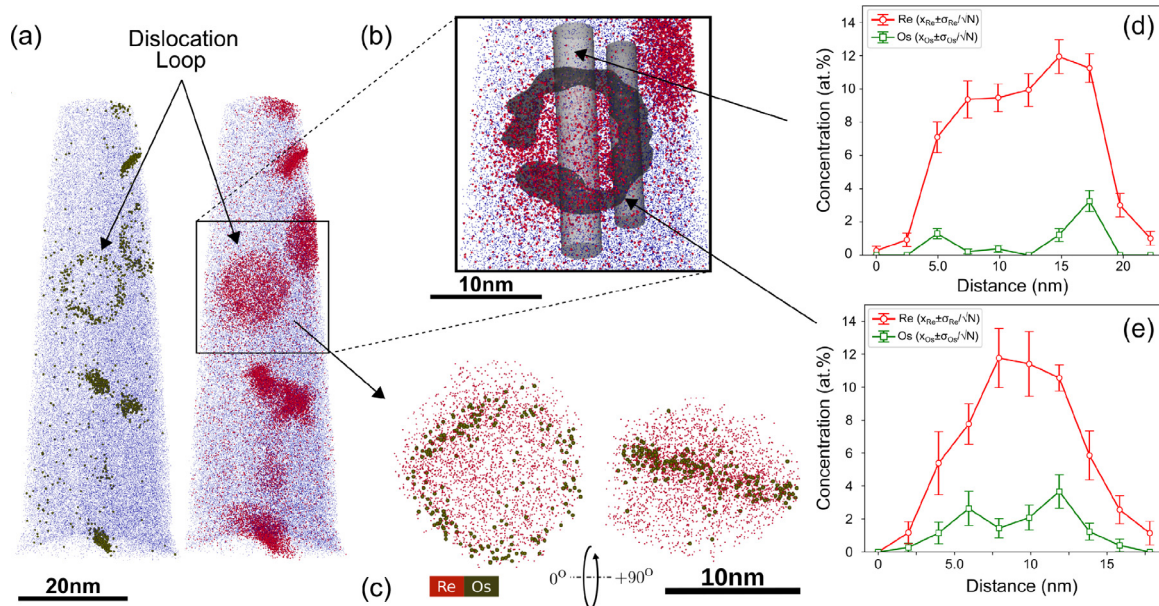 (a)
Dislocation
Loop
20nm
(b)
10nm
(c)
Re Os
0° +90°
10nm
(d)
Re (x_Re±σ_Re/√N)
Os (x_Os±σ_Os/√N)
Concentration (at.%)
14
12
10
8
6
4
2
0
0 5.0 10 15 20
Distance (nm)
(e)
Re (x_Re±σ_Re/√N)
Os (x_Os±σ_Os/√N)
Concentration (at.%)
14
12
10
8
6
4
2
0
0 5.0 10 15
Distance (nm)